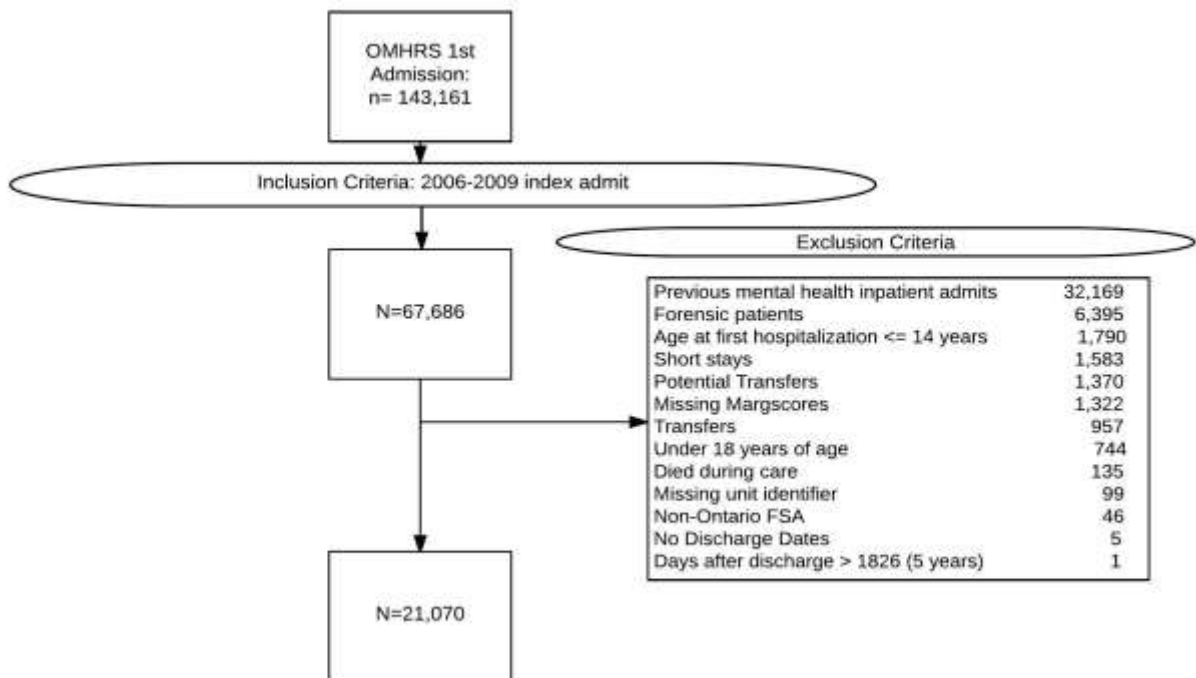 OMHRS 1st
Admission:
n= 143,161
Inclusion Criteria: 2006-2009 index admit
N=67,686
Exclusion Criteria
Previous mental health inpatient admits 32,169
Forensic patients 6,395
Age at first hospitalization <= 14 years 1,790
Short stays 1,583
Potential Transfers 1,370
Missing Margscores 1,322
Transfers 957
Under 18 years of age 744
Died during care 135
Missing unit identifier 99
Non-Ontario FSA 46
No Discharge Dates 5
Days after discharge > 1826 (5 years) 1
N=21,070